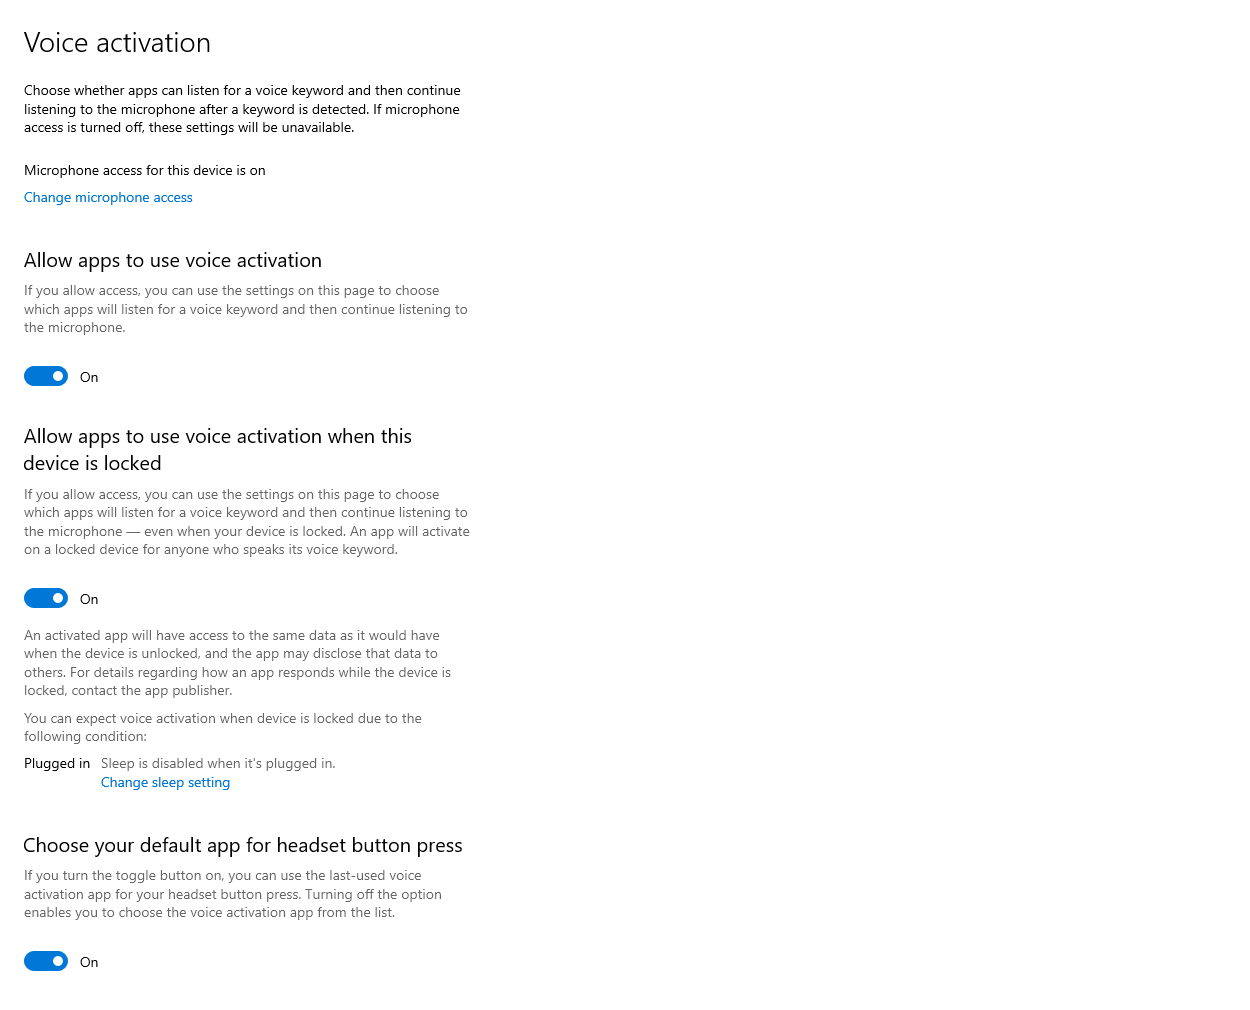 Voice activation
Choose whether apps can listen for a voice keyword and then continue
listening to the microphone after a keyword is detected. If microphone
access is turned off, these settings will be unavailable.
Microphone access for this device is on
Change microphone access
Allow apps to use voice activation
If you allow access, you can use the settings on this page to choose
which apps will listen for a voice keyword and then continue listening to
the microphone.
On
Allow apps to use voice activation when this
device is locked
If you allow access, you can use the settings on this page to choose
which apps will listen for a voice keyword and then continue listening to
the microphone — even when your device is locked. An app will activate
on a locked device for anyone who speaks its voice keyword.
On
An activated app will have access to the same data as it would have
when the device is unlocked, and the app may disclose that data to
others. For details regarding how an app responds while the device is
locked, contact the app publisher.
You can expect voice activation when device is locked due to the
following condition:
Plugged in Sleep is disabled when it's plugged in.
Change sleep setting
Choose your default app for headset button press
If you turn the toggle button on, you can use the last-used voice
activation app for your headset button press. Turning off the option
enables you to choose the voice activation app from the list.
On